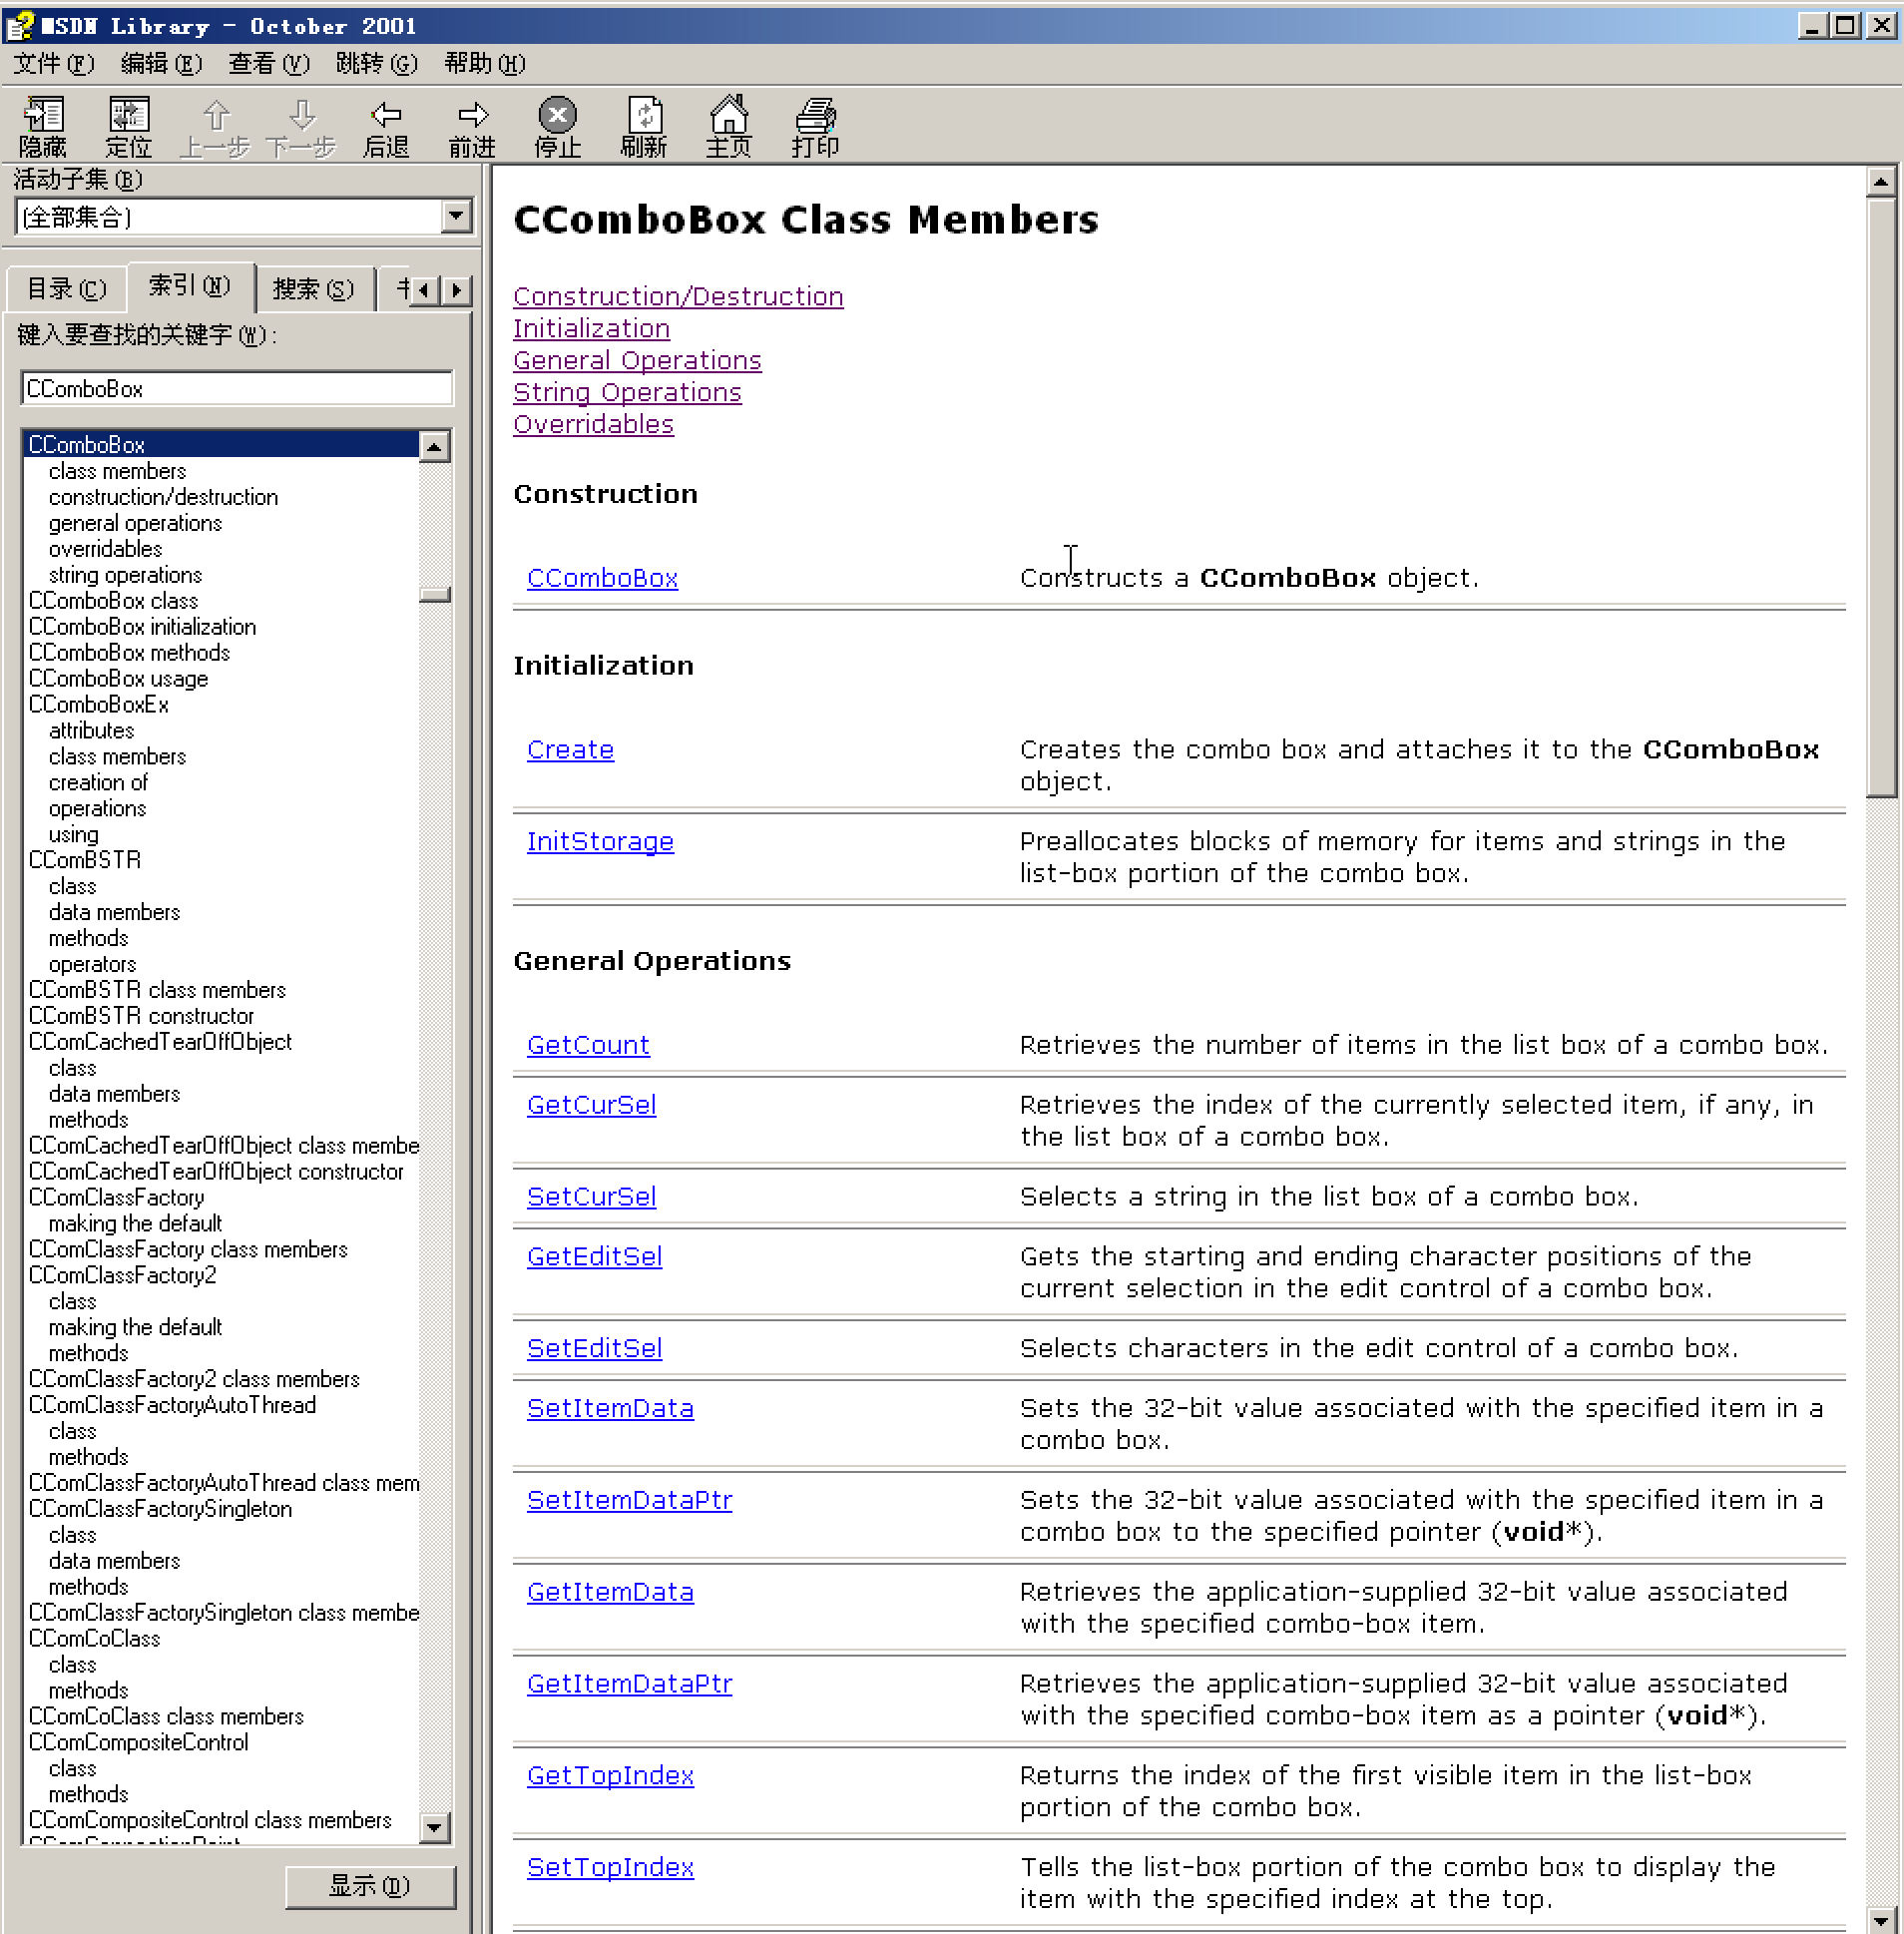 MSDN Library - October 2001
文件(F) 编辑(E) 查看(V) 跳转(G) 帮助(H)
隐藏 定位 上一步 下一步 后退 前进 停止 刷新 主页 打印
活动子集(B)
(全部集合)
目录(C) 索引(N) 搜索(S)
键入要查找的关键字(W):
CComboBox
CComboBox
class members
construction/destruction
general operations
overridables
string operations
CComboBox class
CComboBox initialization
CComboBox methods
CComboBox usage
CComboBoxEx
attributes
class members
creation of
operations
using
CComBSTR
class
data members
methods
operators
CComBSTR class members
CComBSTR constructor
CComCachedTearOffObject
class
data members
methods
CComCachedTearOffObject class membe
CComCachedTearOffObject constructor
CComClassFactory
making the default
CComClassFactory class members
CComClassFactory2
class
making the default
methods
CComClassFactory2 class members
CComClassFactoryAutoThread
class
methods
CComClassFactoryAutoThread class mem
CComClassFactorySingleton
class
data members
methods
CComClassFactorySingleton class membe
CComCoClass
class
methods
CComCoClass class members
CComCompositeControl
class
methods
CComCompositeControl class members
显示(D)
CComboBox Class Members
Construction/Destruction
Initialization
General Operations
String Operations
Overridables
Construction
CComboBox Constructs a CComboBox object.
Initialization
Create Creates the combo box and attaches it to the CComboBox
object.
InitStorage Preallocates blocks of memory for items and strings in the
list-box portion of the combo box.
General Operations
GetCount Retrieves the number of items in the list box of a combo box.
GetCurSel Retrieves the index of the currently selected item, if any, in
the list box of a combo box.
SetCurSel Selects a string in the list box of a combo box.
GetEditSel Gets the starting and ending character positions of the
current selection in the edit control of a combo box.
SetEditSel Selects characters in the edit control of a combo box.
SetItemData Sets the 32-bit value associated with the specified item in a
combo box.
SetItemDataPtr Sets the 32-bit value associated with the specified item in a
combo box to the specified pointer (void*).
GetItemData Retrieves the application-supplied 32-bit value associated
with the specified combo-box item.
GetItemDataPtr Retrieves the application-supplied 32-bit value associated
with the specified combo-box item as a pointer (void*).
GetTopIndex Returns the index of the first visible item in the list-box
portion of the combo box.
SetTopIndex Tells the list-box portion of the combo box to display the
item with the specified index at the top.